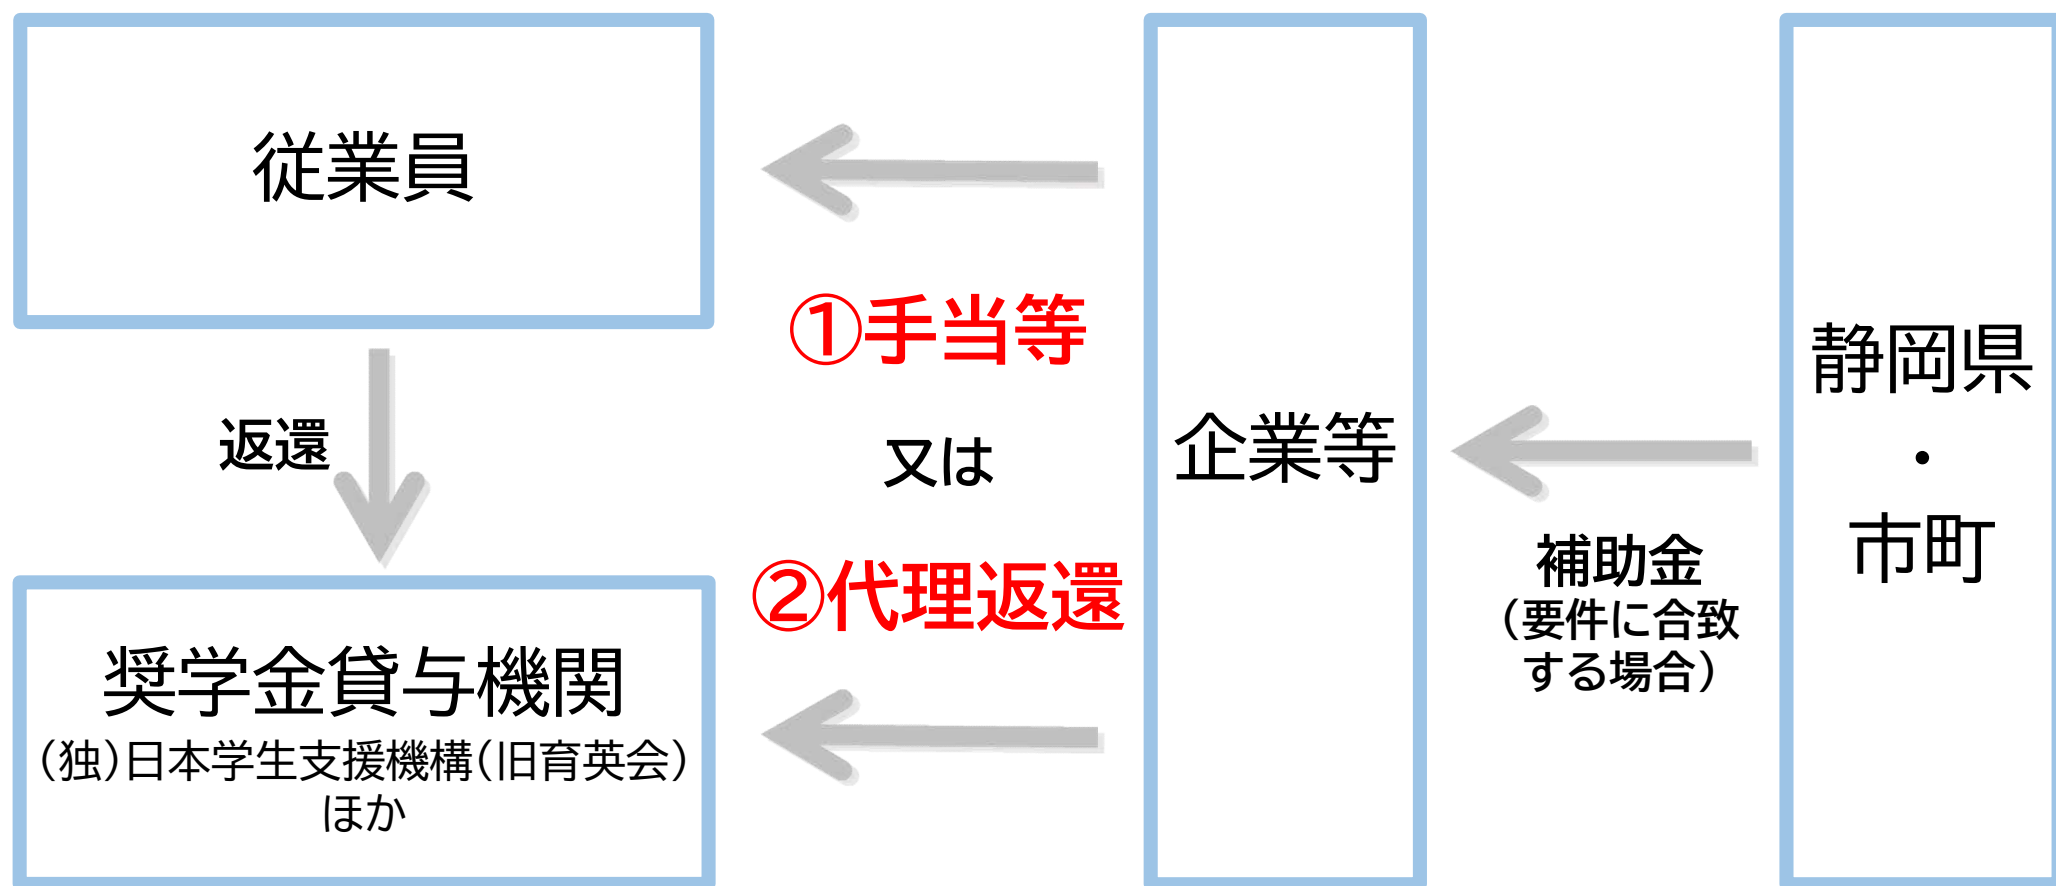 従業員
返還
奨学金貸与機関
（独）日本学生支援機構（旧育英会）
ほか
①手当等
又は
②代理返還
企業等
補助金
（要件に合致
する場合）
静岡県
・
市町